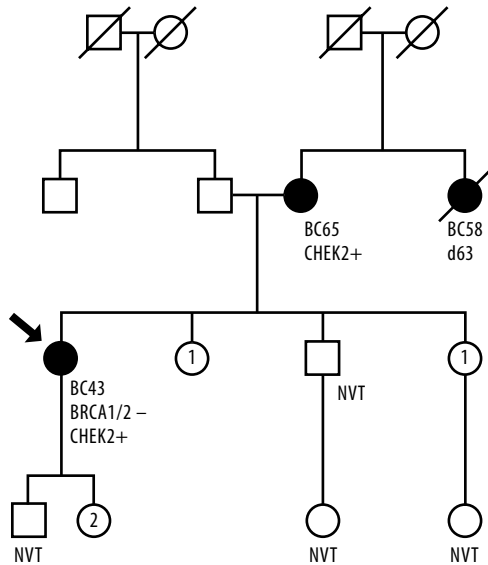 BC65
CHEK2+
BC58
d63
1
1
BC43
BRCA1/2 –
CHEK2+
NVT
2
NVT
NVT
NVT